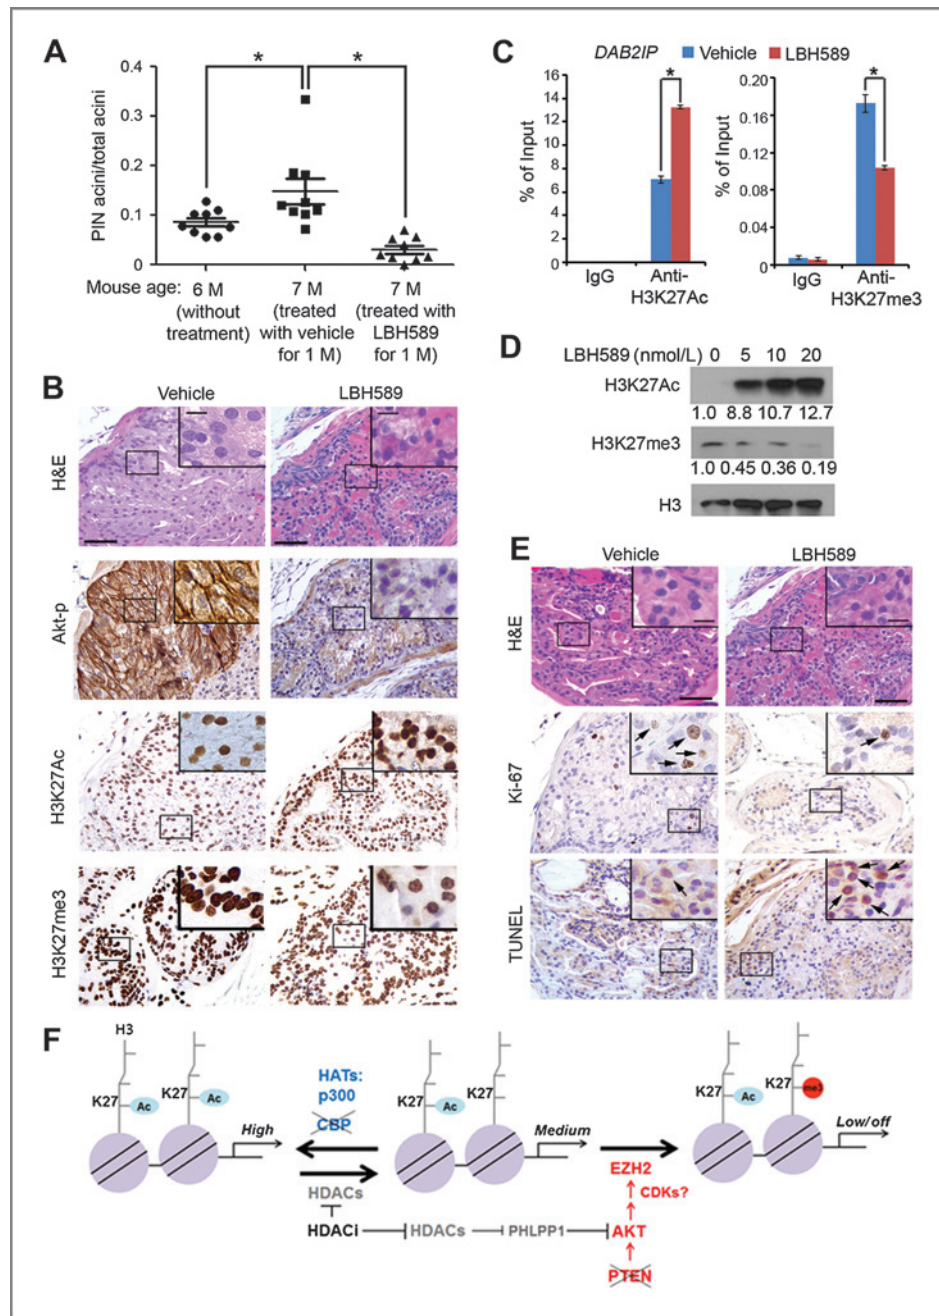 A
*
*
PIN acini/total acini
0.4
0.3
0.2
0.1
0
Mouse age:
6 M
(without
treatment)
7 M
(treated
with vehicle
for 1 M)
7 M
(treated with
LBH589
for 1 M)
B
Vehicle
LBH589
H&E
Akt-p
H3K27Ac
H3K27me3
C
DAB2IP
Vehicle
LBH589
% of Input
16
14
12
10
8
6
4
2
0
*
IgG
Anti-
H3K27Ac
% of Input
0.20
0.16
0.12
0.08
0.04
0.00
*
IgG
Anti-
H3K27me3
D
LBH589 (nmol/L) 0 5 10 20
H3K27Ac
1.0 8.8 10.7 12.7
H3K27me3
1.0 0.45 0.36 0.19
H3
E
Vehicle
LBH589
H&E
Ki-67
TUNEL
F
H3
K27
Ac
K27
Ac
High
HATs:
p300
CBP
HDACs
HDACi
HDACs
PHLPP1
K27
Ac
K27
Medium
EZH2
CDKs?
AKT
PTEN
K27
Ac
K27
me3
Low/off